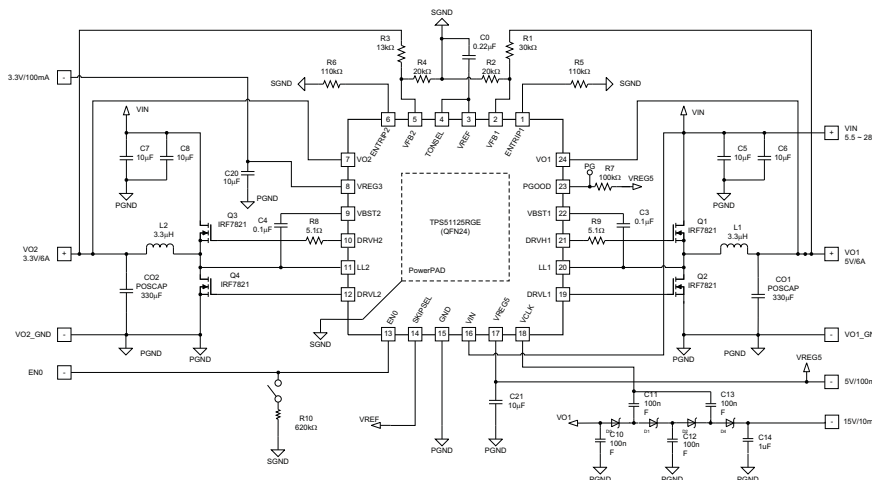 SGND
C0
0.22µF
R3
13kΩ
R1
30kΩ
R6
110kΩ
R4
20kΩ
R2
20kΩ
R5
110kΩ
3.3V/100mA
-
SGND
SGND
6
5
4
3
2
1
ENTRIP2
VFB2
TONSEL
VREF
VFB1
ENTRIP1
VIN
VIN
+
VIN
5.5 ~ 28
C7
10µF
C8
10µF
C20
10µF
7
VO2
VO1
24
C5
10µF
C6
10µF
PG
R7
100kΩ
VREG5
8
VREG3
PGOOD
23
PGND
PGND
PGND
TPS51125RGE
(QFN24)
Q3
IRF7821
C4
0.1µF
R8
5.1Ω
9
VBST2
VBST1
22
R9
5.1Ω
C3
0.1µF
Q1
IRF7821
L2
3.3µH
L1
3.3µH
VO2
3.3V/6A
+
10
DRVH2
DRVH1
21
+
VO1
5V/6A
11
LL2
LL1
20
Q4
IRF7821
Q2
IRF7821
CO2
POSCAP
330µF
PowerPAD
CO1
POSCAP
330µF
12
DRVL2
DRVL1
19
EN0
SKIPSEL
GND
VIN
VREG5
VCLK
13
14
15
16
17
18
VO2_GND
-
PGND
PGND
SGND
PGND
PGND
-
VO1_GN
EN0
-
VREG5
-
5V/100m
C21
10µF
C11
100n
F
C13
100n
F
R10
620kΩ
VREF
VO1
D0
D1
D2
D4
-
15V/10m
C10
100n
F
C12
100n
F
C14
1uF
SGND
PGND
PGND
PGND
PGND
PGND